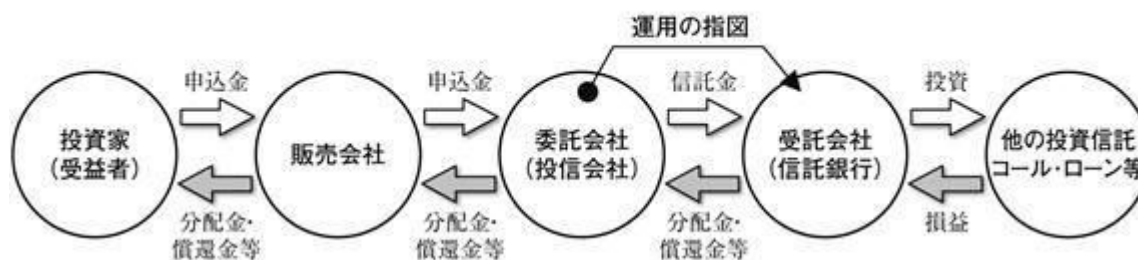 運用の指図
申込金
申込金
信託金
投資
投資家
(受益者)
販売会社
委託会社
(投信会社)
受託会社
(信託銀行)
他の投資信託
コール・ローン等
分配金・
償還金等
分配金・
償還金等
分配金・
償還金等
損益